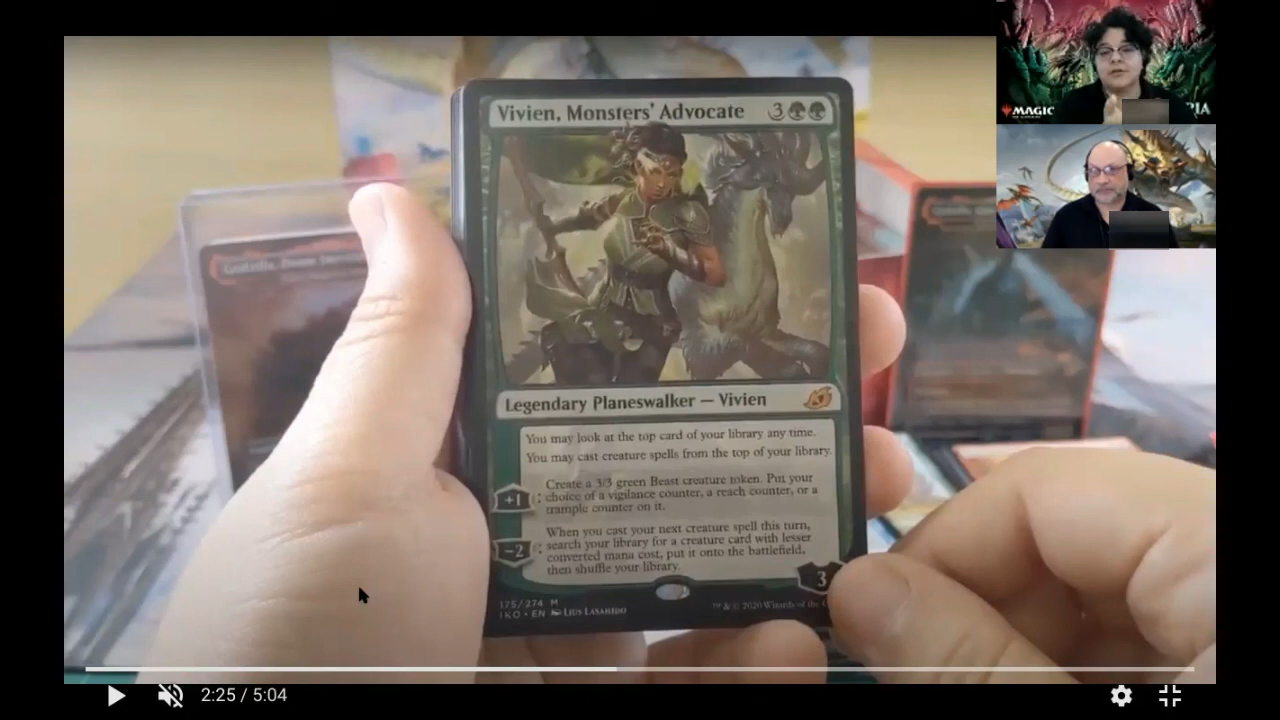 MAGIC
Vivien, Monsters' Advocate 3
Legendary Planeswalker — Vivien
You may look at the top card of your library any time.
You may cast creature spells from the top of your library.
+1: Create a 3/3 green Beast creature token. Put your
choice of a vigilance counter, a reach counter, or a
trample counter on it.
-2: When you cast your next creature spell this turn,
search your library for a creature card with lesser
converted mana cost, put it onto the battlefield,
then shuffle your library.
3
175/274 M
IKO • EN LIUS LASAHIDO
™ & © 2020 Wizards of the
2:25 / 5:04